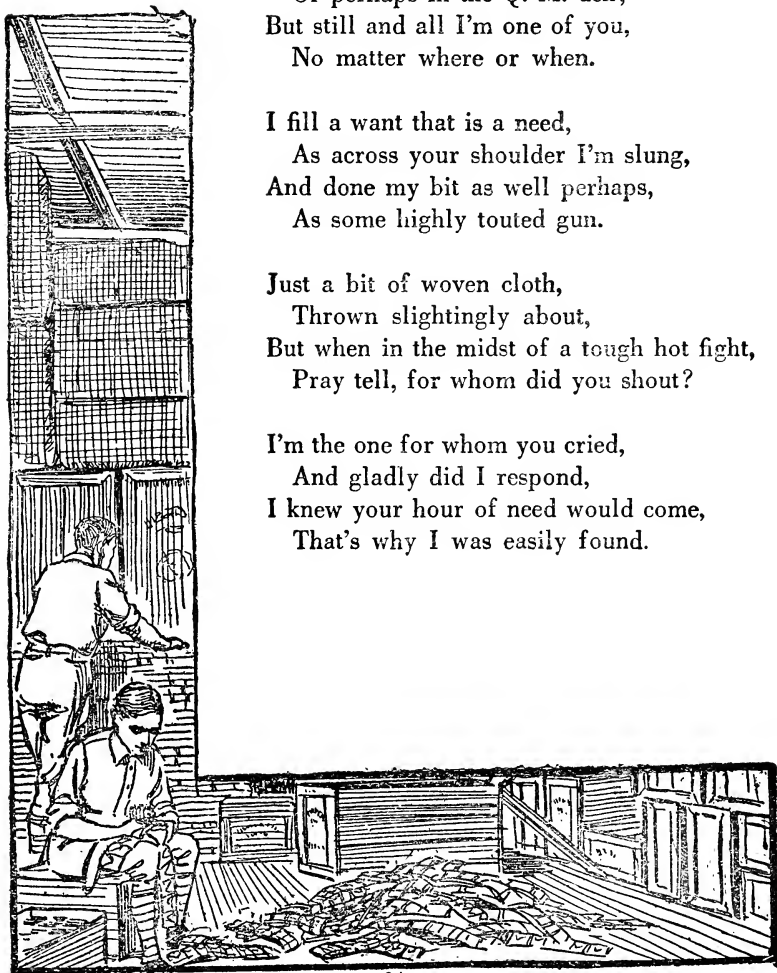 But still and all I'm one of you,
No matter where or when.
I fill a want that is a need,
As across your shoulder I'm slung,
And done my bit as well perhaps,
As some highly touted gun.
Just a bit of woven cloth,
Thrown slightingly about,
But when in the midst of a tough hot fight,
Pray tell, for whom did you shout?
I'm the one for whom you cried,
And gladly did I respond,
I knew your hour of need would come,
That's why I was easily found.